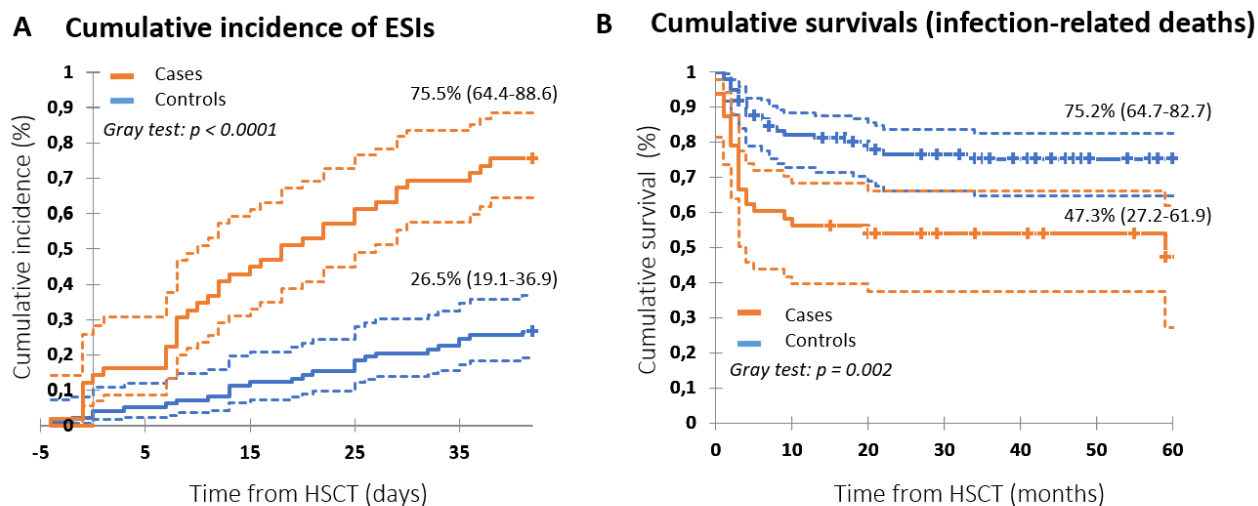 A Cumulative incidence of ESIs
Cumulative incidence (%)
1
0,9
0,8
0,7
0,6
0,5
0,4
0,3
0,2
0,1
0
Cases
Controls
Gray test: p < 0.0001
75.5% (64.4-88.6)
26.5% (19.1-36.9)
-5 5 15 25 35
Time from HSCT (days)
B Cumulative survivals (infection-related deaths)
Cumulative survival (%)
1
0,9
0,8
0,7
0,6
0,5
0,4
0,3
0,2
0,1
0
75.2% (64.7-82.7)
47.3% (27.2-61.9)
Cases
Controls
Gray test: p = 0.002
0 10 20 30 40 50 60
Time from HSCT (months)